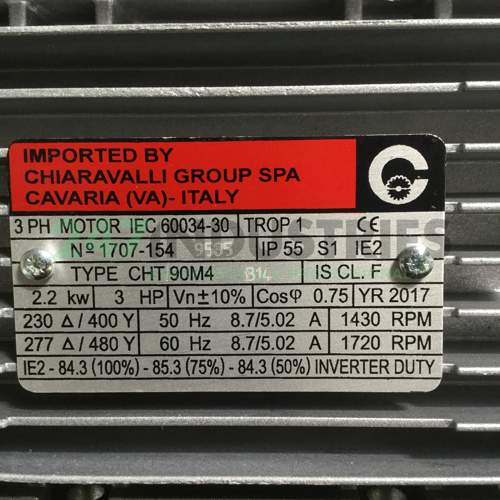 IMPORTED BY
CHIARAVALLI GROUP SPA
CAVARIA (VA)- ITALY
3 PH MOTOR IEC 60034-30 TROP 1 CE
Nº 1707-154 9585 IP 55 S1 IE2
TYPE CHT 90M4 B14 IS CL. F
2.2 kw 3 HP Vn±10% Cosφ 0.75 YR 2017
230 Δ / 400 Y 50 Hz 8.7/5.02 A 1430 RPM
277 Δ / 480 Y 60 Hz 8.7/5.02 A 1720 RPM
IE2 - 84.3 (100%) - 85.3 (75%) - 84.3 (50%) INVERTER DUTY